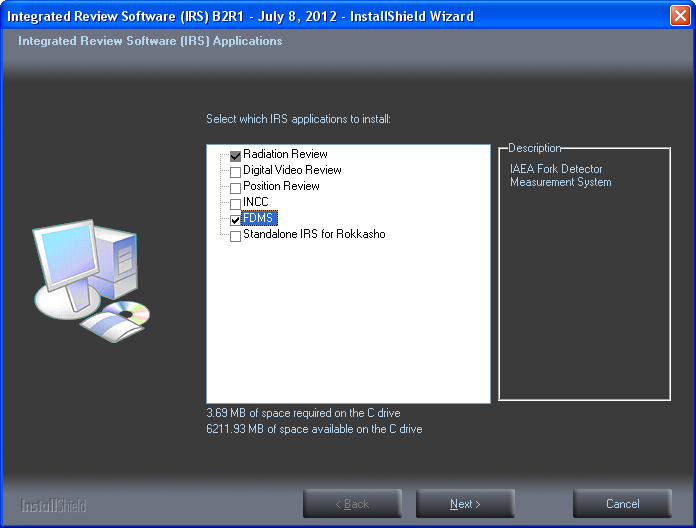 Integrated Review Software (IRS) B2R1 - July 8, 2012 - InstallShield Wizard
Integrated Review Software (IRS) Applications
Select which IRS applications to install:
Radiation Review
Digital Video Review
Position Review
INCC
FDMS
Standalone IRS for Rokkasho
Description
IAEA Fork Detector
Measurement System
3.69 MB of space required on the C drive
6211.93 MB of space available on the C drive
InstallShield
< Back
Next >
Cancel